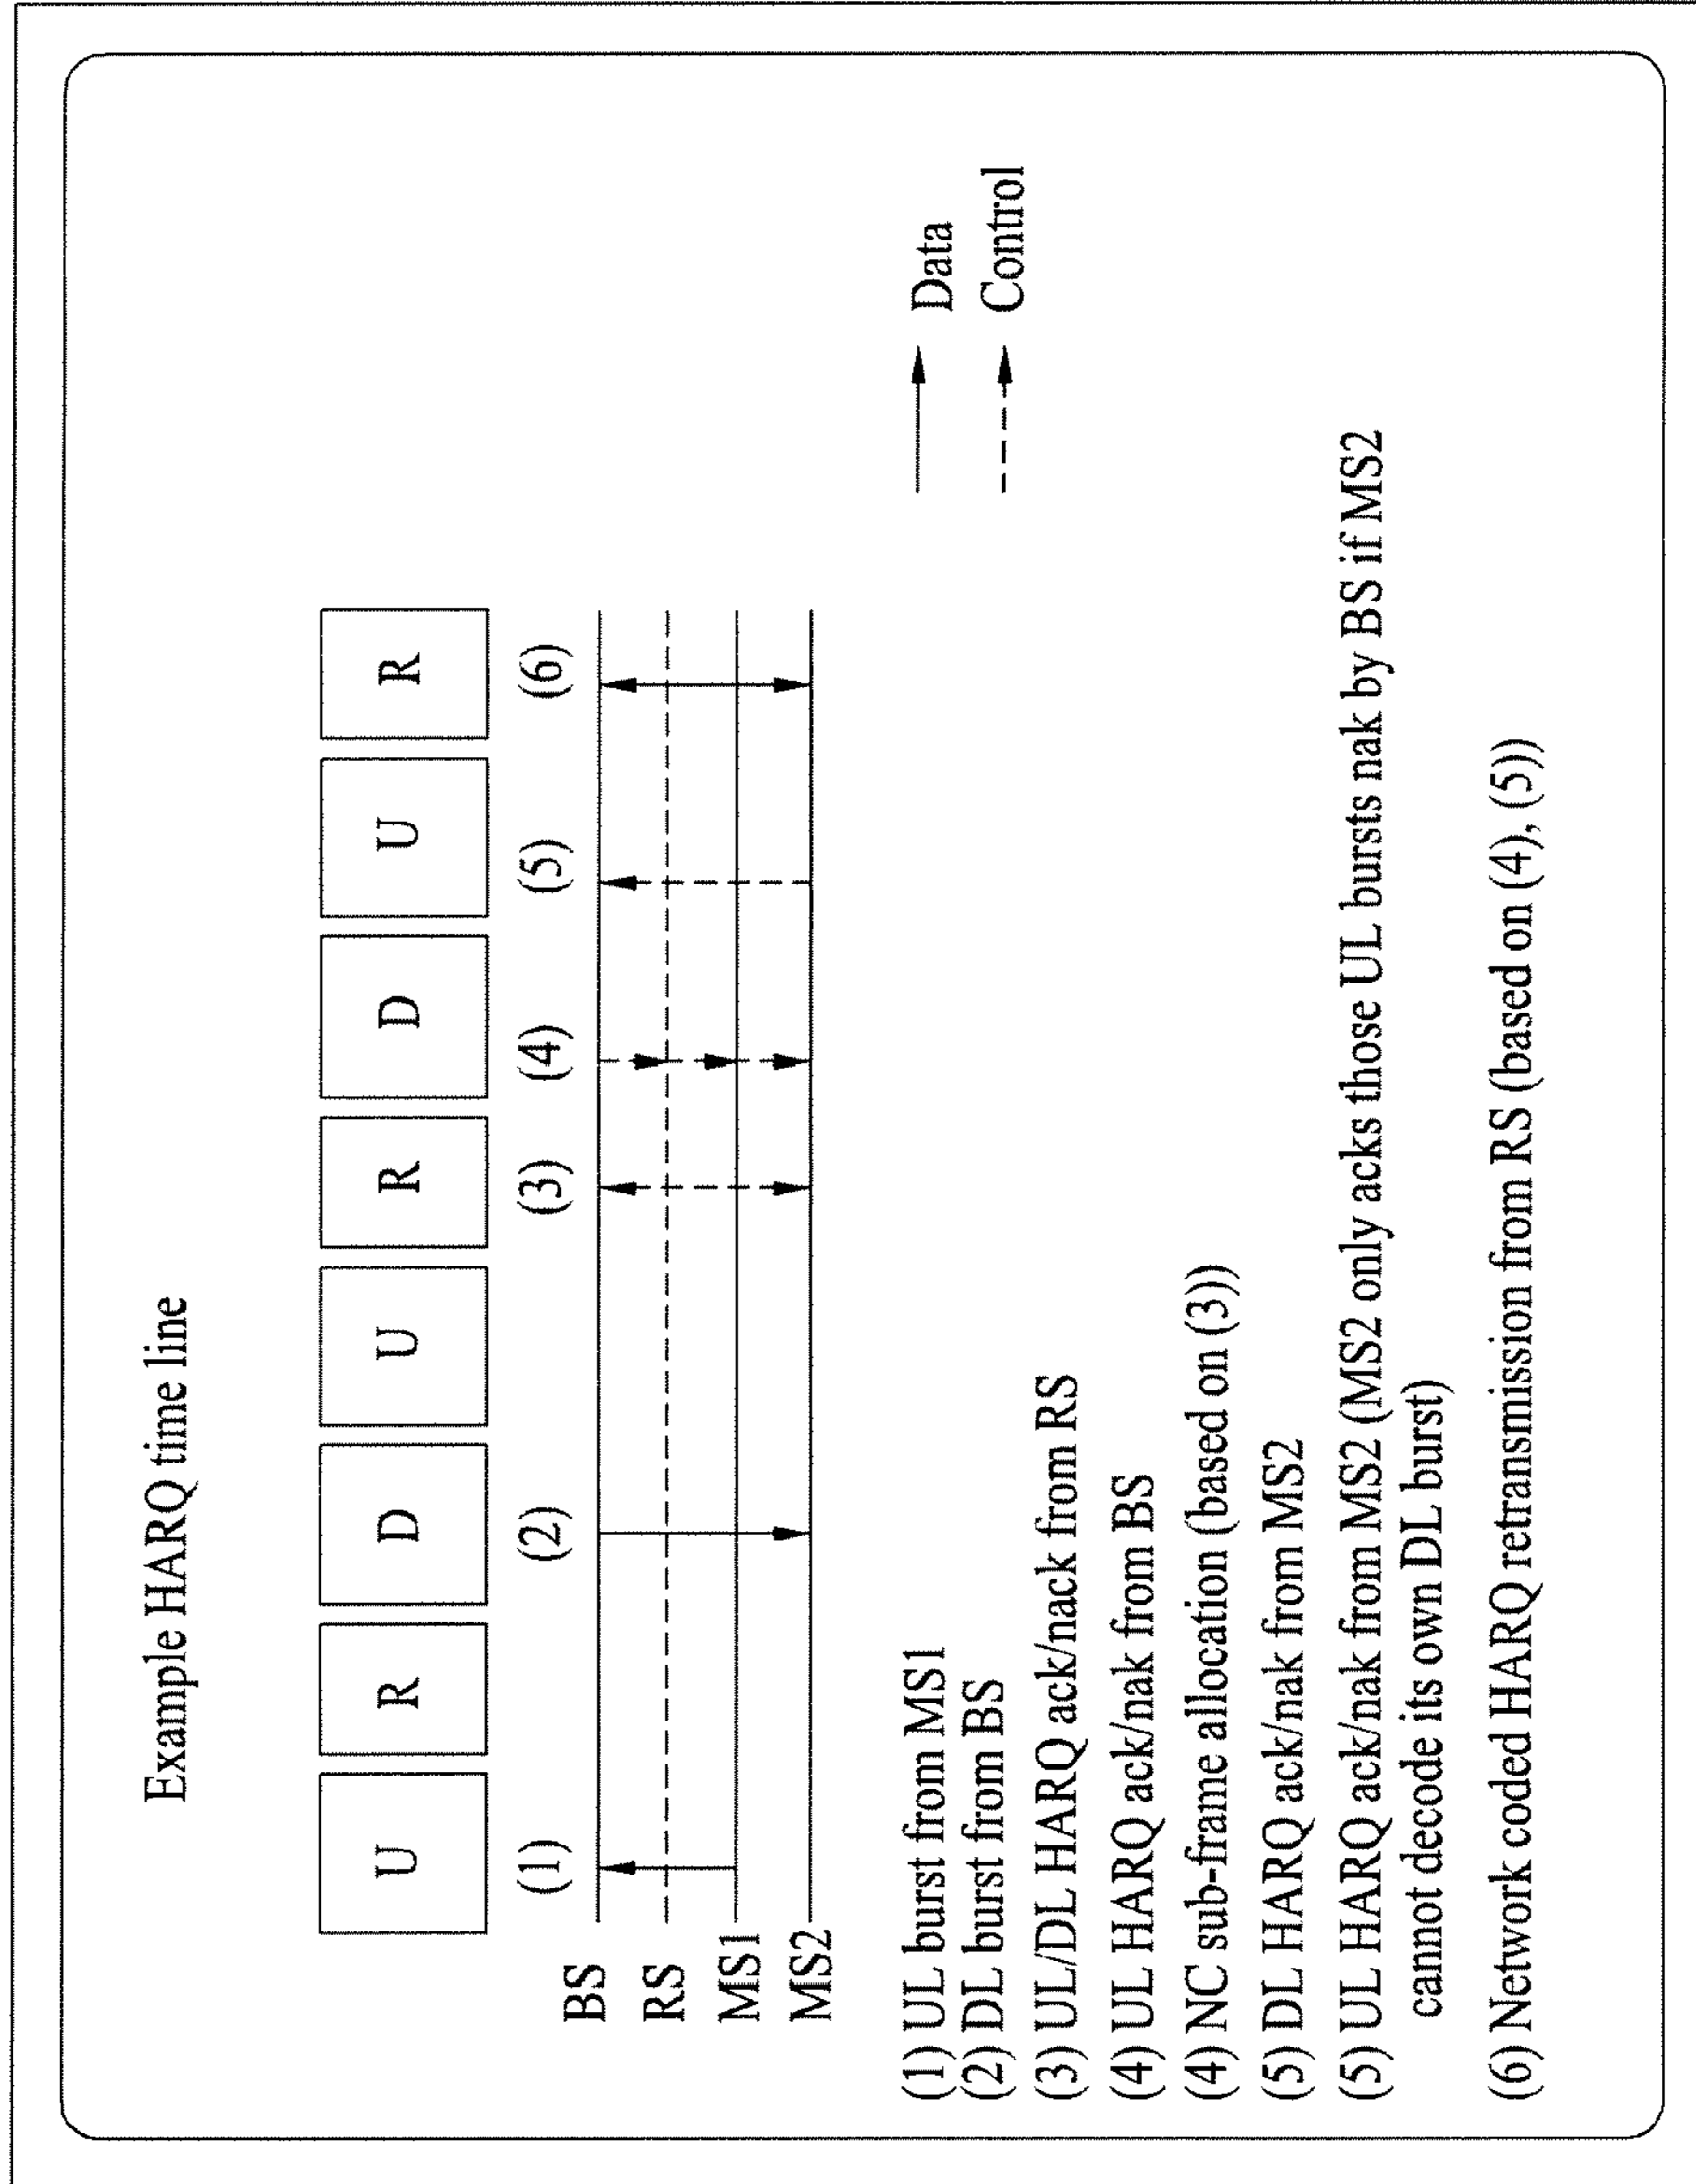 Example HARQ time line
U R D U R D U R
(1) (2) (3) (4) (5) (6)
BS
RS
MS1
MS2
Data
Control
(1) UL burst from MS1
(2) DL burst from BS
(3) UL/DL HARQ ack/nack from RS
(4) UL HARQ ack/nak from BS
(4) NC sub-frame allocation (based on (3))
(5) DL HARQ ack/nak from MS2
(5) UL HARQ ack/nak from MS2 (MS2 only acks those UL bursts nak by BS if MS2
cannot decode its own DL burst)
(6) Network coded HARQ retransmission from RS (based on (4), (5))